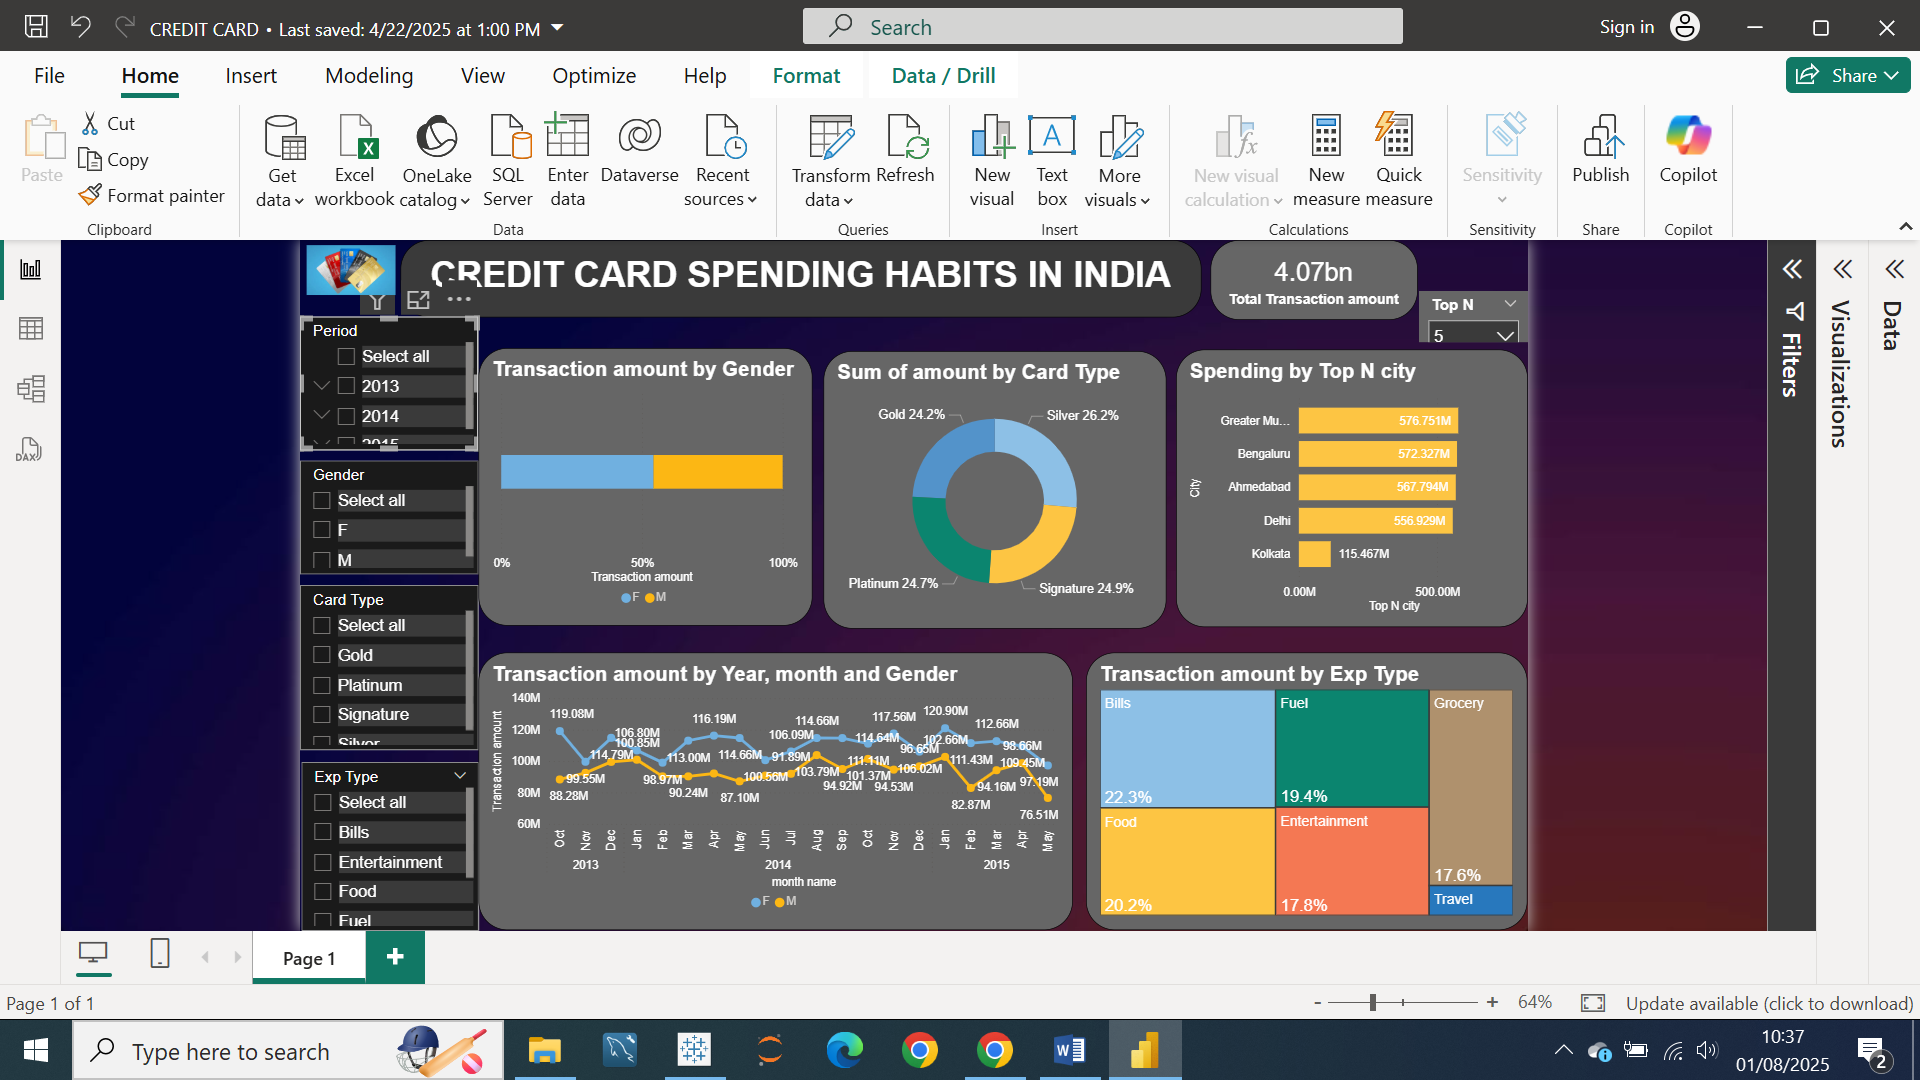 CREDIT CARD • Last saved: 4/22/2025 at 1:00 PM
Search
Sign in
File Home Insert Modeling View Optimize Help Format Data / Drill
Share
Paste
Cut
Copy
Format painter
Get data
Excel workbook
OneLake catalog
SQL Server
Enter data
Dataverse
Recent sources
Transform data
Refresh
New visual
Text box
More visuals
New visual calculation
New measure
Quick measure
Sensitivity
Publish
Copilot
Clipboard Data Queries Insert Calculations Sensitivity Share Copilot
CREDIT CARD SPENDING HABITS IN INDIA
4.07bn
Total Transaction amount
Top N
5
Filters
Visualizations
Data
Period
Select all
2013
2014
2015
Gender
Select all
F
M
Card Type
Select all
Gold
Platinum
Signature
Silver
Exp Type
Select all
Bills
Entertainment
Food
Fuel
Transaction amount by Gender
0% 50% 100%
Transaction amount
F M
Sum of amount by Card Type
Gold 24.2%
Silver 26.2%
Platinum 24.7%
Signature 24.9%
Spending by Top N city
City
Greater Mu... 576.751M
Bengaluru 572.327M
Ahmedabad 567.794M
Delhi 556.929M
Kolkata 115.467M
0.00M 500.00M
Top N city
Transaction amount by Year, month and Gender
Transaction amount
140M
120M
100M
80M
60M
119.08M
106.80M
116.19M
114.66M
117.56M
120.90M
112.66M
100.85M
106.09M
114.64M
102.66M
98.66M
114.79M
113.00M
114.66M
91.89M
111.11M
96.65M
111.43M
109.45M
99.55M
98.97M
100.56M
103.79M
101.37M
106.02M
97.19M
88.28M
90.24M
87.10M
94.92M
94.53M
82.87M
94.16M
76.51M
Oct Nov Dec Jan Feb Mar Apr May Jun Jul Aug Sep Oct Nov Dec Jan Feb Mar Apr May
2013 2014 2015
month name
F M
Transaction amount by Exp Type
Bills
22.3%
Fuel
19.4%
Grocery
17.6%
Food
20.2%
Entertainment
17.8%
Travel
Page 1
+
Page 1 of 1
- + 64%
Update available (click to download)
Type here to search
10:37
01/08/2025
2
DAX